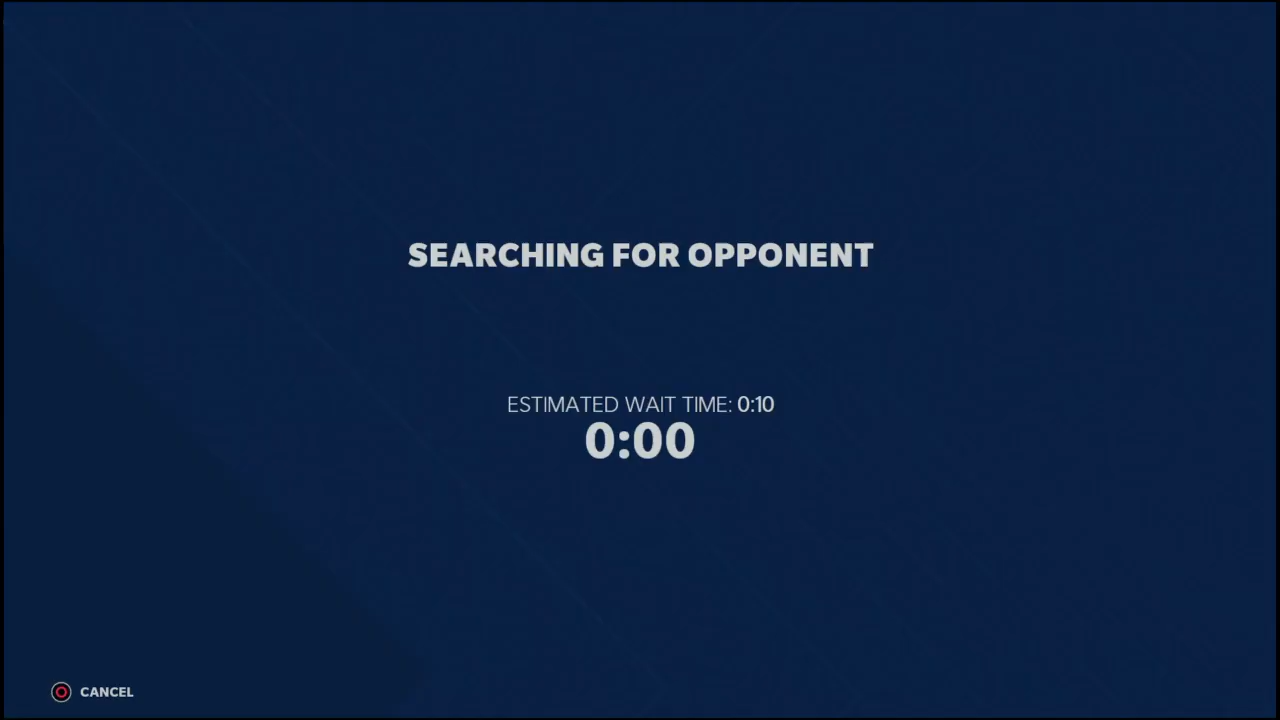 SEARCHING FOR OPPONENT
ESTIMATED WAIT TIME: 0:10
0:00
CANCEL